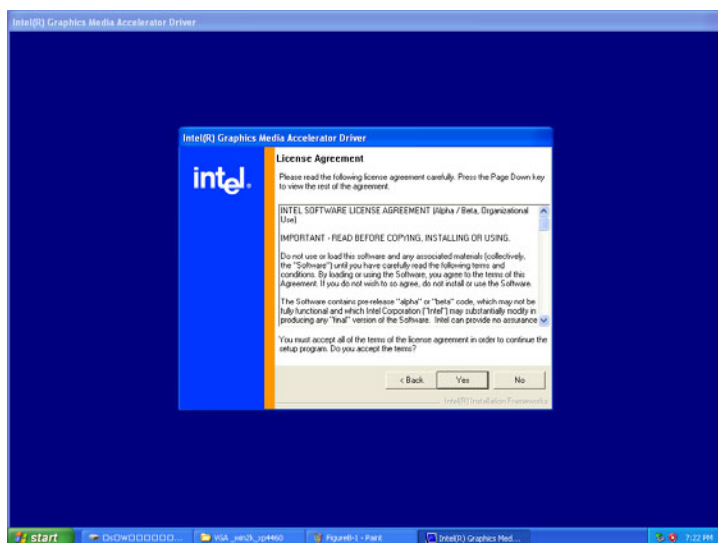 Intel(R) Graphics Media Accelerator Driver
Intel(R) Graphics Media Accelerator Driver
intel.
License Agreement
Please read the following license agreement carefully. Press the Page Down key
to view the rest of the agreement.
INTEL SOFTWARE LICENSE AGREEMENT (Alpha / Beta, Organizational
Use)
IMPORTANT - READ BEFORE COPYING, INSTALLING OR USING.
Do not use or load this software and any associated materials (collectively,
the "Software") until you have carefully read the following terms and
conditions. By loading or using the Software, you agree to the terms of this
Agreement. If you do not wish to so agree, do not install or use the Software.
The Software contains pre-release "alpha" or "beta" code, which may not be
fully functional and which Intel Corporation ("Intel") may substantially modify in
producing any "final" version of the Software. Intel can provide no assurance
You must accept all of the terms of the license agreement in order to continue the
setup program. Do you accept the terms?
< Back Yes No
Intel(R) Installation Frameworks
start VGA_win2k_xp4460 Figure8-1 - Paint Intel(R) Graphics Med... 7:22 PM